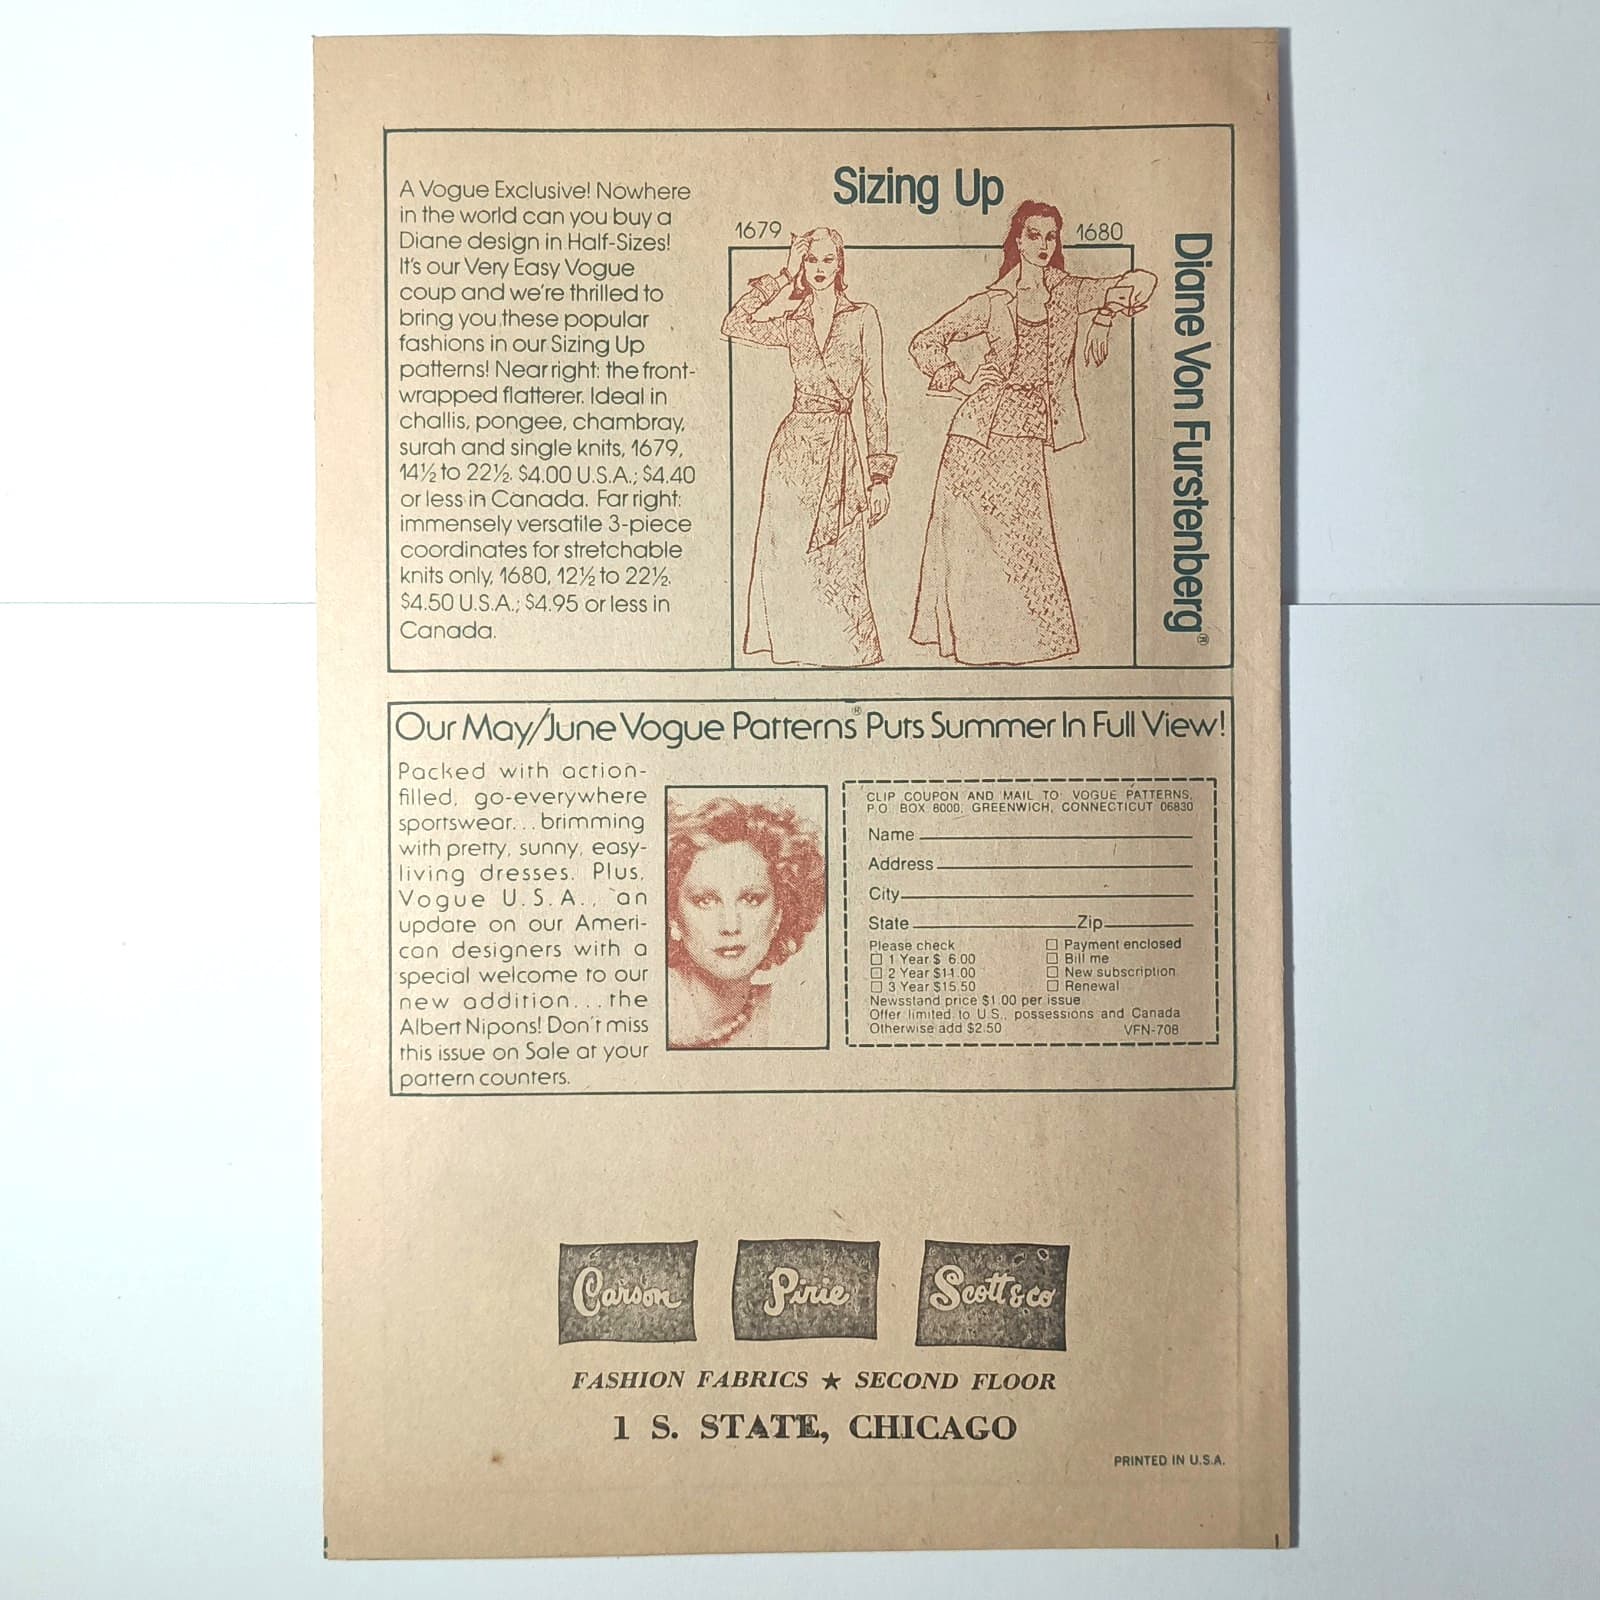 A Vogue Exclusive! Nowhere
in the world can you buy a
Diane design in Half-Sizes!
It's our Very Easy Vogue
coup and we're thrilled to
bring you these popular
fashions in our Sizing Up
patterns! Near right: the front-
wrapped flatterer. Ideal in
challis, pongee, chambray,
surah and single knits, 1679,
14½ to 22½. $4.00 U.S.A.; $4.40
or less in Canada. Far right:
immensely versatile 3-piece
coordinates for stretchable
knits only, 1680, 12½ to 22½.
$4.50 U.S.A.; $4.95 or less in
Canada.
Sizing Up
1679
1680
Diane Von Furstenberg®
Our May/June Vogue Patterns® Puts Summer In Full View!
Packed with action-
filled, go-everywhere
sportswear... brimming
with pretty, sunny, easy-
living dresses. Plus,
Vogue U.S.A., an
update on our Ameri-
can designers with a
special welcome to our
new addition... the
Albert Nipons! Don't miss
this issue on Sale at your
pattern counters.
CLIP COUPON AND MAIL TO: VOGUE PATTERNS,
P.O. BOX 6000, GREENWICH, CONNECTICUT 06830
Name
Address
City
State Zip
Please check □ Payment enclosed
□ 1 Year $ 6.00 □ Bill me
□ 2 Year $11.00 □ New subscription
□ 3 Year $15.50 □ Renewal
Newsstand price $1.00 per issue
Offer limited to U.S., possessions and Canada
Otherwise add $2.50 VFN-708
Carson Pirie Scott & co
FASHION FABRICS ★ SECOND FLOOR
1 S. STATE, CHICAGO
PRINTED IN U.S.A.